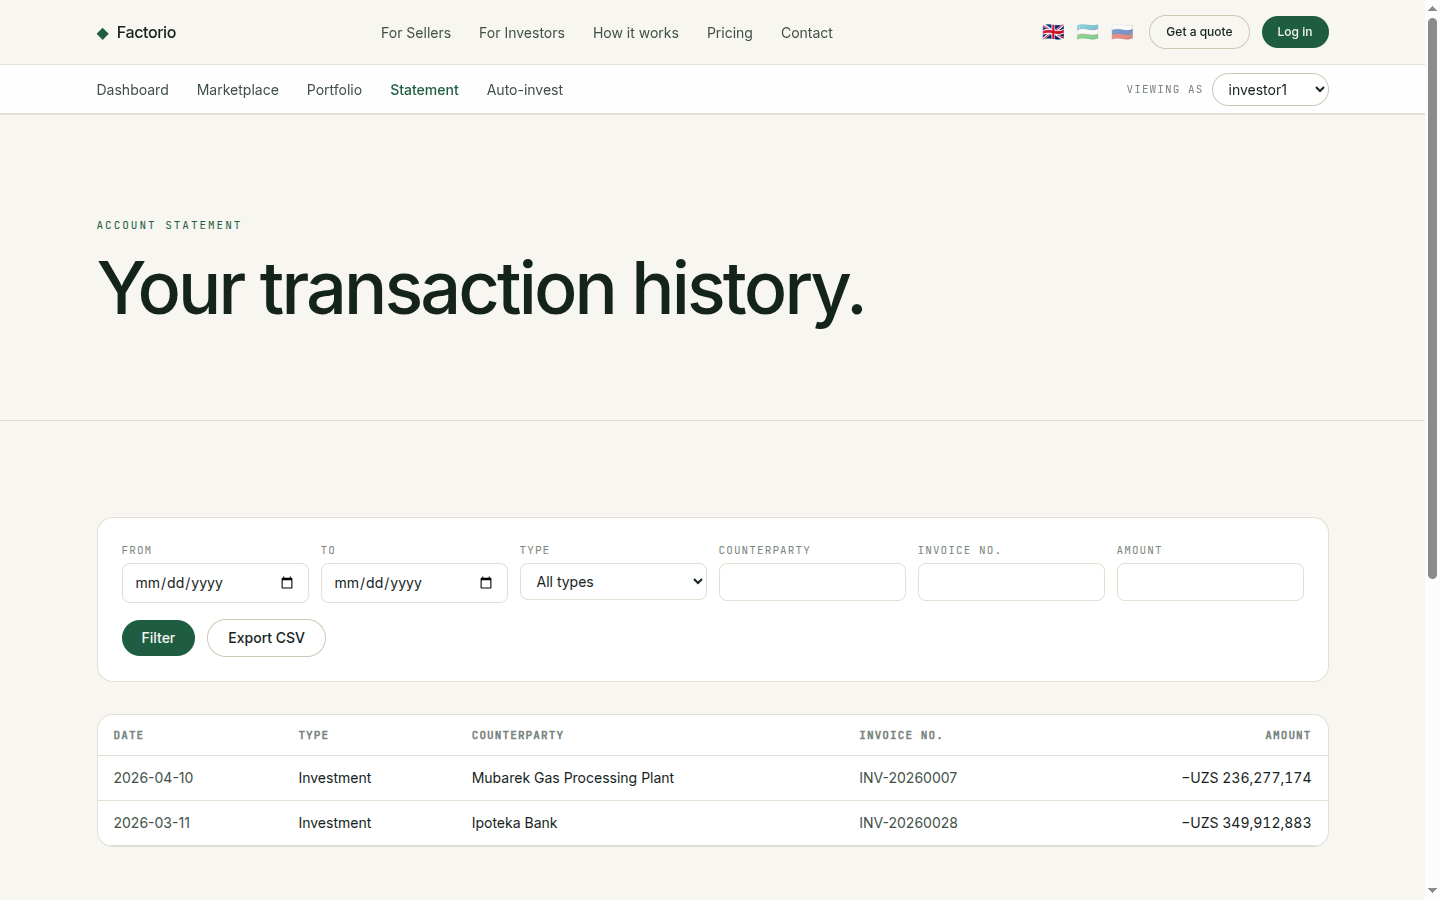 Factorio
For Sellers For Investors How it works Pricing Contact
Get a quote Log in
Dashboard Marketplace Portfolio Statement Auto-invest
VIEWING AS investor1
ACCOUNT STATEMENT
Your transaction history.
FROM TO TYPE COUNTERPARTY INVOICE NO. AMOUNT
mm/dd/yyyy mm/dd/yyyy All types
Filter Export CSV
DATE TYPE COUNTERPARTY INVOICE NO. AMOUNT
2026-04-10 Investment Mubarek Gas Processing Plant INV-20260007 −UZS 236,277,174
2026-03-11 Investment Ipoteka Bank INV-20260028 −UZS 349,912,883